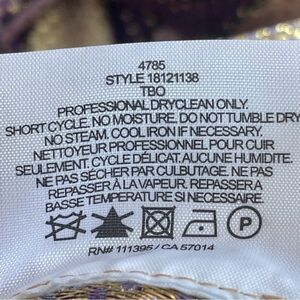 4785
STYLE 18121138
TBO
PROFESSIONAL DRYCLEAN ONLY.
SHORT CYCLE. NO MOISTURE. DO NOT TUMBLE DRY
NO STEAM. COOL IRON IF NECESSARY.
NETTOYEUR PROFESSIONNEL POUR CUIR
SEULEMENT. CYCLE DÉLICAT. AUCUNE HUMIDITE.
NE PAS SÉCHER PAR CULBUTAGE. NE PAS
REPASSER À LA VAPEUR. REPASSER A
BASSE TEMPERATURE SI NÉCESSAIRE.
RN# 111395 / CA 57014